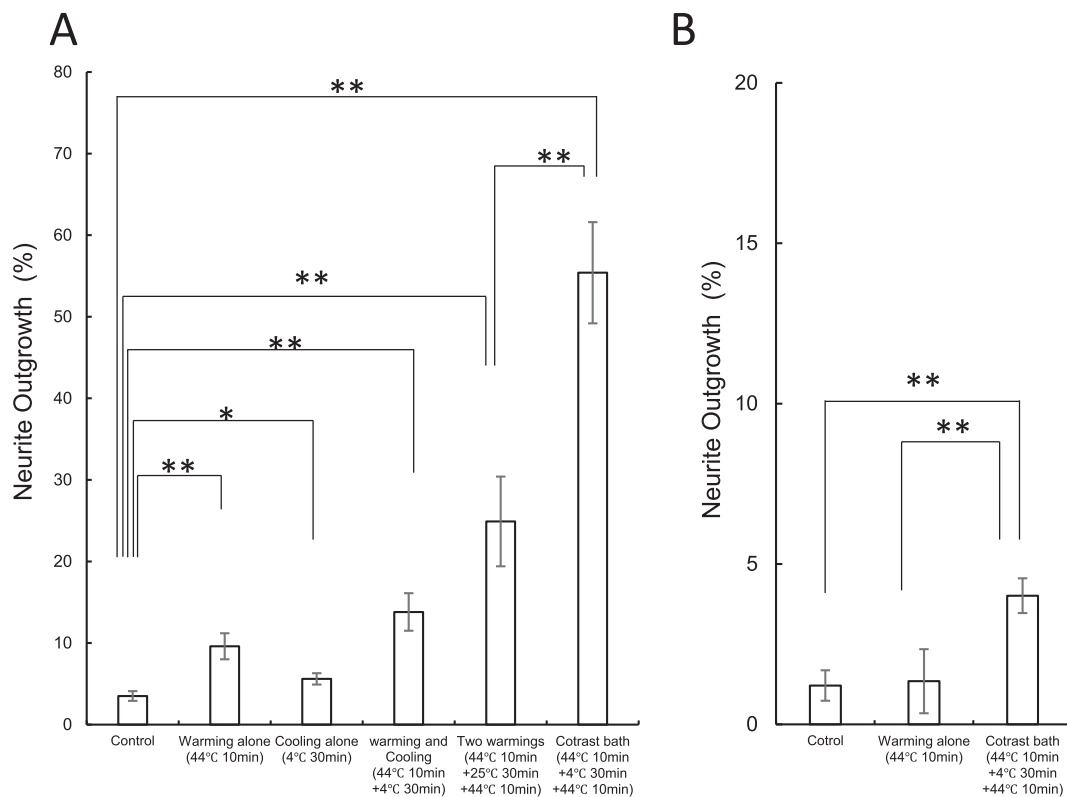 A
B
Neurite Outgrowth (%)
80
70
60
50
40
30
20
10
0
**
**
**
**
*
**
Control
Warming alone
(44℃ 10min)
Cooling alone
(4℃ 30min)
warming and
Cooling
(44℃ 10min
+4℃ 30min)
Two warmings
(44℃ 10min
+25℃ 30min
+44℃ 10min)
Cotrast bath
(44℃ 10min
+4℃ 30min
+44℃ 10min)
Neurite Outgrowth (%)
20
15
10
5
0
**
**
Cotrol
Warming alone
(44℃ 10min)
Cotrast bath
(44℃ 10min
+4℃ 30min
+44℃ 10min)